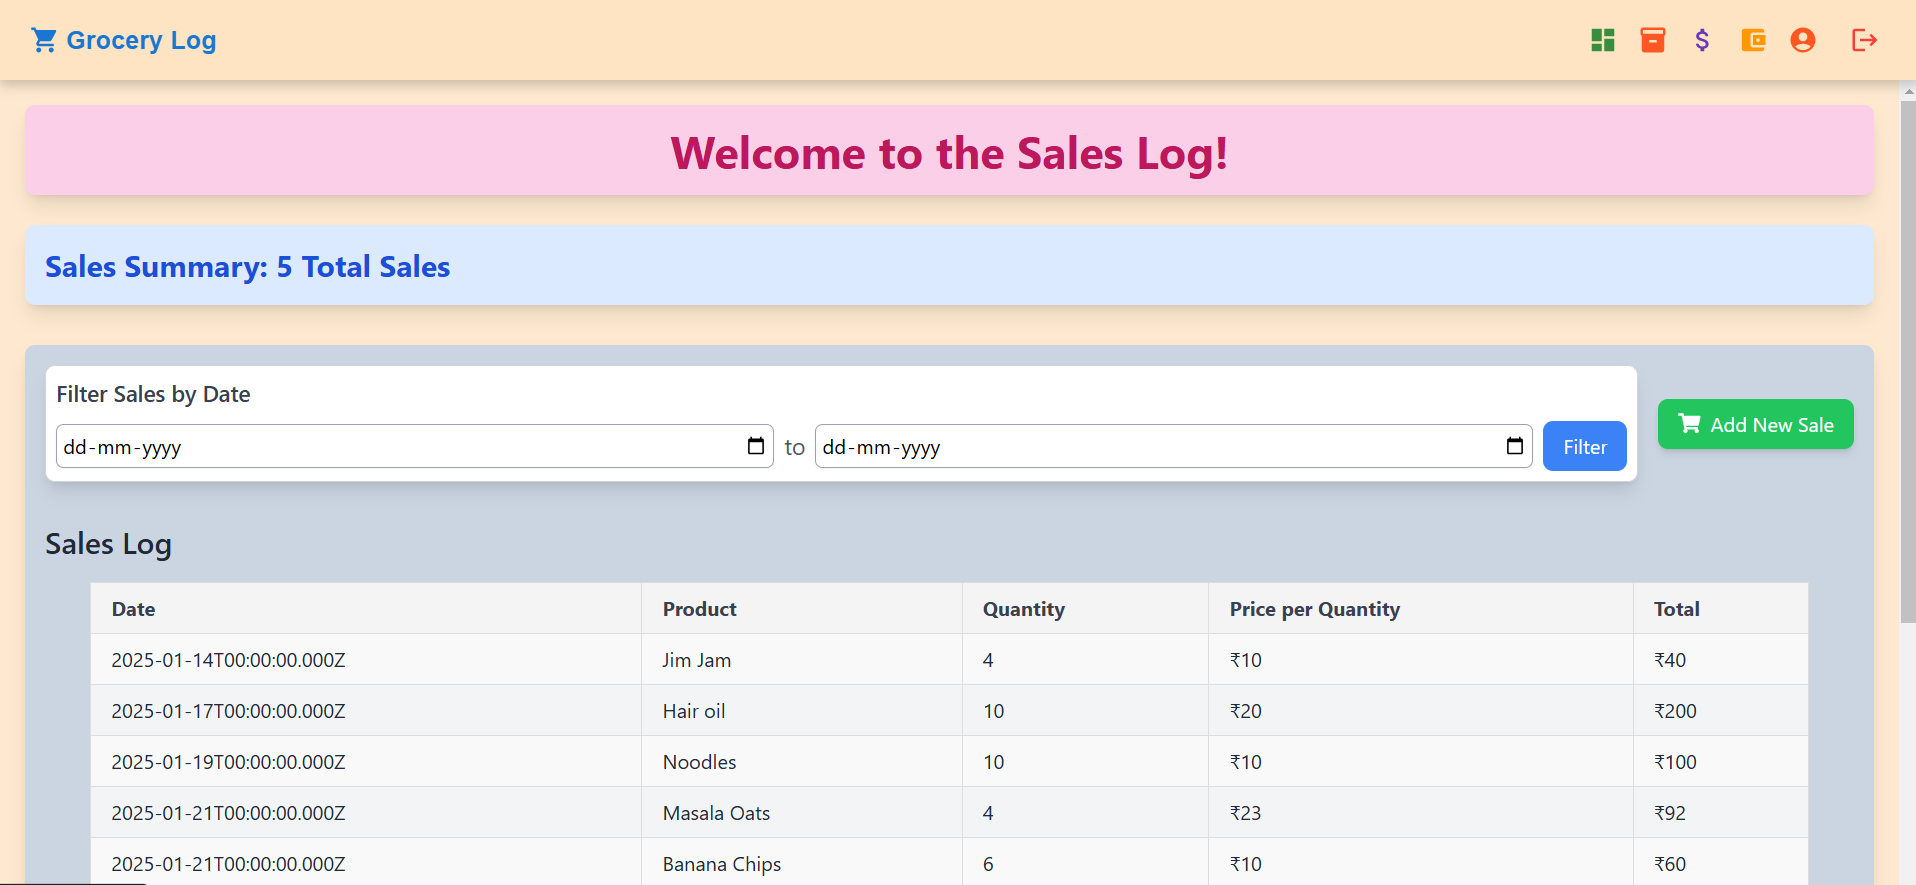 Grocery Log
Welcome to the Sales Log!
Sales Summary: 5 Total Sales
Filter Sales by Date
dd-mm-yyyy to dd-mm-yyyy Filter
Add New Sale
Sales Log
Date Product Quantity Price per Quantity Total
2025-01-14T00:00:00.000Z Jim Jam 4 ₹10 ₹40
2025-01-17T00:00:00.000Z Hair oil 10 ₹20 ₹200
2025-01-19T00:00:00.000Z Noodles 10 ₹10 ₹100
2025-01-21T00:00:00.000Z Masala Oats 4 ₹23 ₹92
2025-01-21T00:00:00.000Z Banana Chips 6 ₹10 ₹60